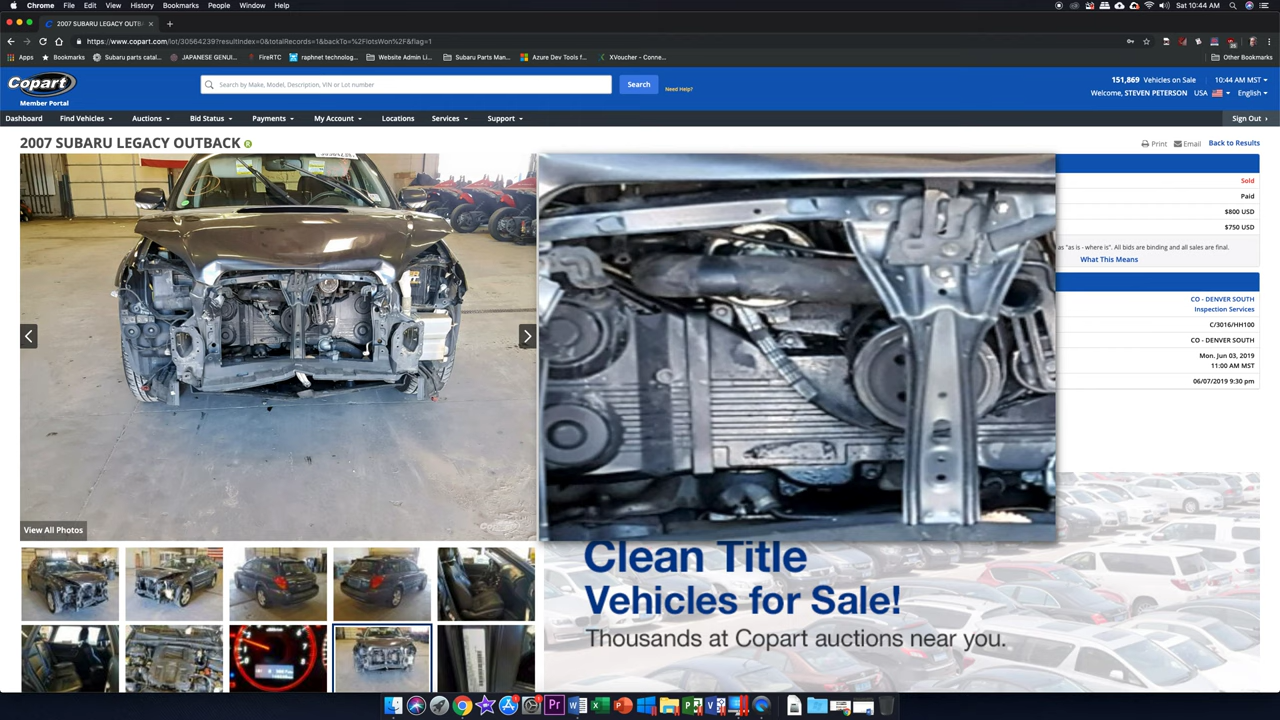 Chrome File Edit View History Bookmarks People Window Help
Sat 10:44 AM
2007 SUBARU LEGACY OUTB
https://www.copart.com/lot/30564239?resultIndex=0&totalRecords=1&backTo=%2FlotsWon%2F&flag=1
Apps Bookmarks Subaru parts catal... JAPANESE GENUI... FireRTC raphnet technolog... Website Admin Li... Subaru Parts Man... Azure Dev Tools f... XVoucher - Conne... Other Bookmarks
Copart
Member Portal
Search by Make, Model, Description, VIN or Lot number
Search
Need Help?
151,869 Vehicles on Sale
10:44 AM MST
Welcome, STEVEN PETERSON
USA
English
Dashboard Find Vehicles Auctions Bid Status Payments My Account Locations Services Support Sign Out
2007 SUBARU LEGACY OUTBACK R
Print Email Back to Results
Sold
Paid
$800 USD
$750 USD
as "as is - where is". All bids are binding and all sales are final.
What This Means
CO - DENVER SOUTH
Inspection Services
C/3016/HH100
CO - DENVER SOUTH
Mon. Jun 03, 2019
11:00 AM MST
06/07/2019 9:30 pm
View All Photos
Clean Title
Vehicles for Sale!
Thousands at Copart auctions near you.